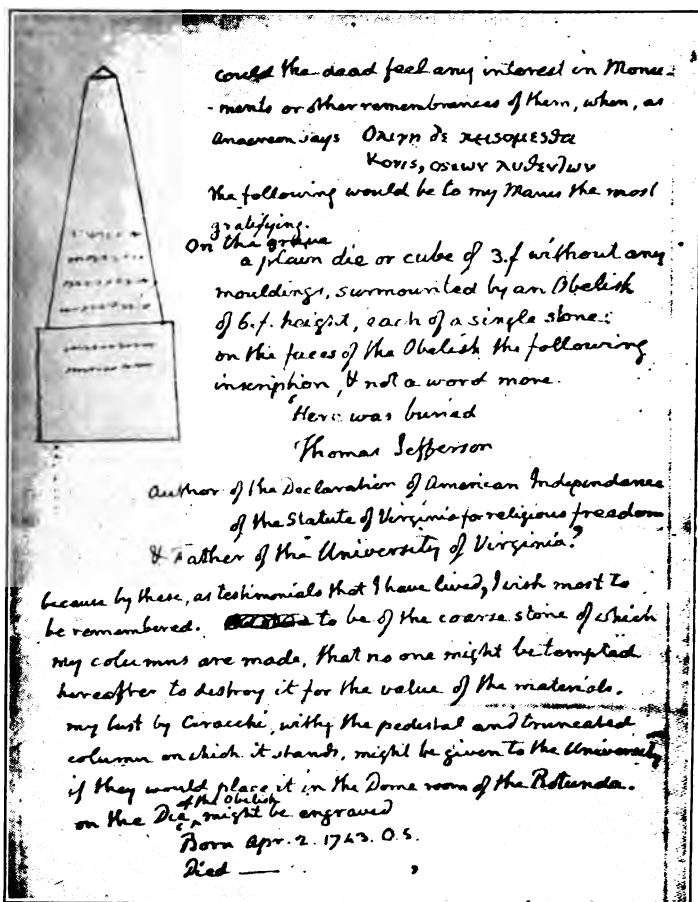 could the dead feel any interest in Monu-
-ments or other remembrances of them, when, as
Anacreon says Ολιγη δε κεισομεσθα
Κονις, οσεων λυθεντων
the following would be to my Manes the most
gratifying.
On the grave
a plain die or cube of 3.f without any
mouldings, surmounted by an Obelisk
of 6.f. height, each of a single stone:
on the faces of the Obelisk the following
inscription, & not a word more.
'Here was buried
Thomas Jefferson
author of the Declaration of American Independance
of the Statute of Virginia for religious freedom
& Father of the University of Virginia.'
because by these, as testimonials that I have lived, I wish most to
be remembered. to be of the coarse stone of which
my columns are made, that no one might be tempted
hereafter to destroy it for the value of the materials.
my bust by Ciracchi, with the pedestal and truncated
column on which it stands, might be given to the University
if they would place it in the Dome room of the Rotunda.
on the Die of the Obelisk might be engraved
Born Apr. 2. 1743. O.S.
Died —